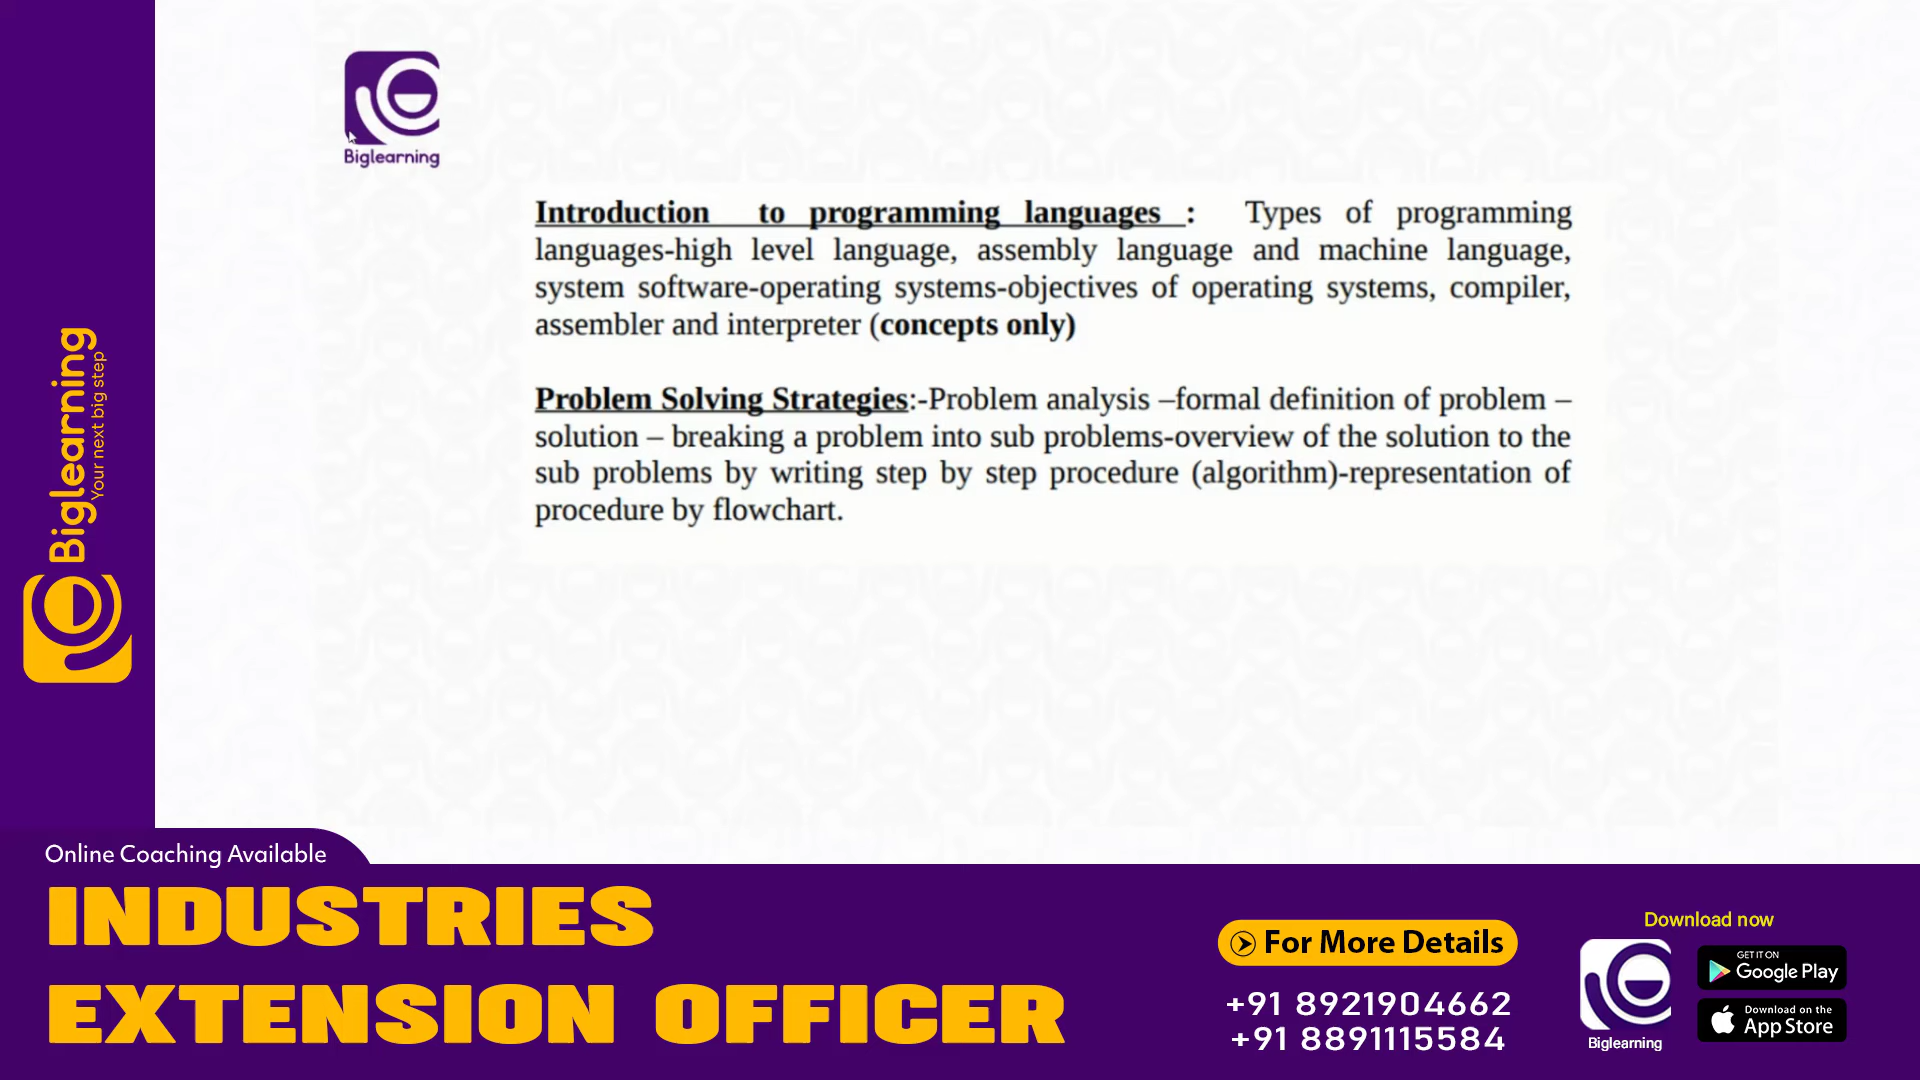 Biglearning
Introduction to programming languages : Types of programming
languages-high level language, assembly language and machine language,
system software-operating systems-objectives of operating systems, compiler,
assembler and interpreter (concepts only)
Problem Solving Strategies:-Problem analysis –formal definition of problem –
solution – breaking a problem into sub problems-overview of the solution to the
sub problems by writing step by step procedure (algorithm)-representation of
procedure by flowchart.
Biglearning
Your next big step
Online Coaching Available
INDUSTRIES
EXTENSION OFFICER
For More Details
+91 8921904662
+91 8891115584
Download now
Biglearning
GET IT ON
Google Play
Download on the
App Store